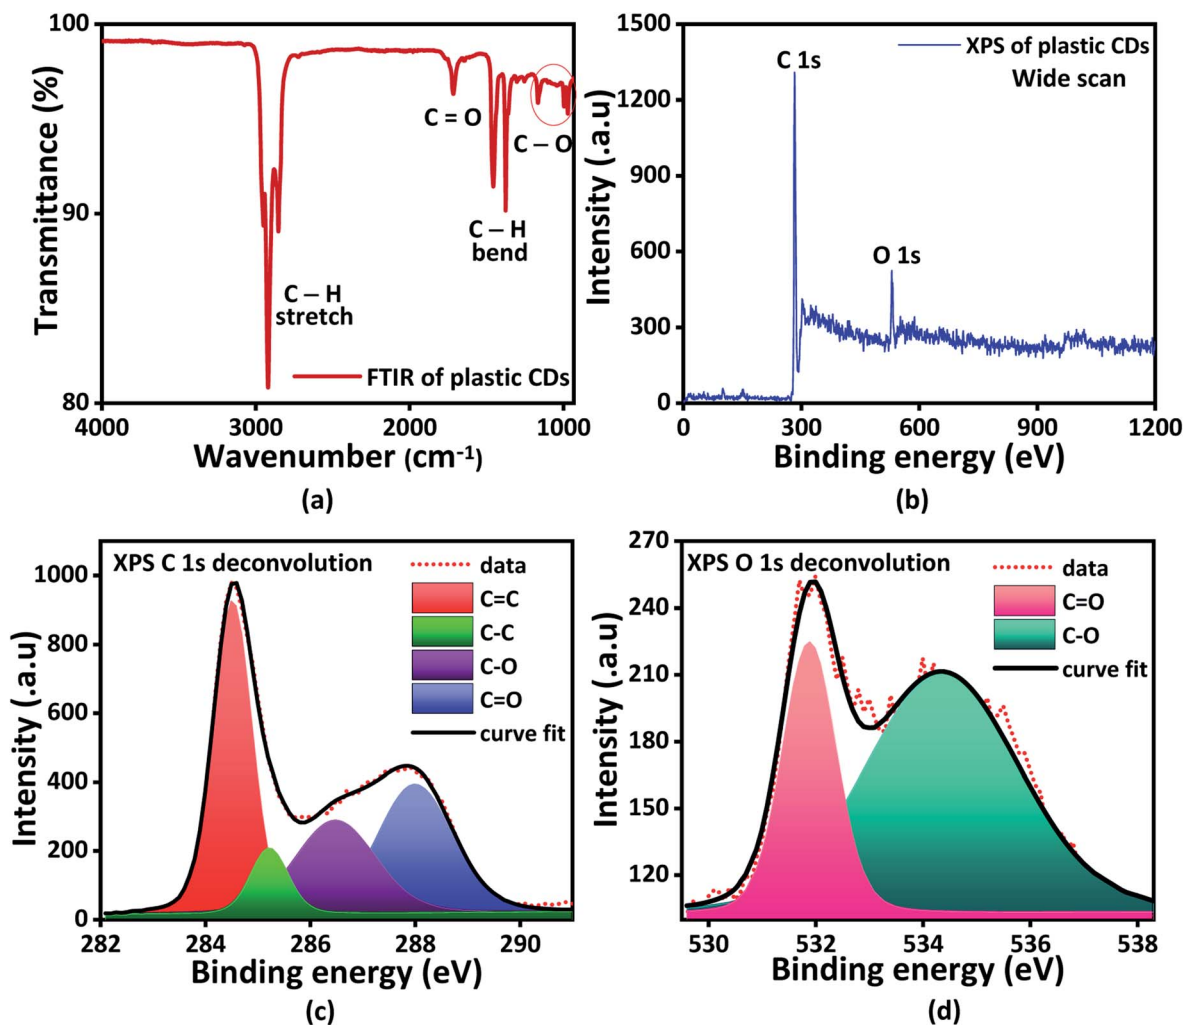 100
90
80
Transmittance (%)
C = O
C – O
C – H
bend
C – H
stretch
FTIR of plastic CDs
4000
3000
2000
1000
Wavenumber (cm-1)
(a)
1500
1200
900
600
300
0
Intensity (.a.u)
XPS of plastic CDs
Wide scan
C 1s
O 1s
0
300
600
900
1200
Binding energy (eV)
(b)
1000
800
600
400
200
0
Intensity (.a.u)
XPS C 1s deconvolution
data
C=C
C-C
C-O
C=O
curve fit
282
284
286
288
290
Binding energy (eV)
(c)
270
240
210
180
150
120
Intensity (.a.u)
XPS O 1s deconvolution
data
C=O
C-O
curve fit
530
532
534
536
538
Binding energy (eV)
(d)